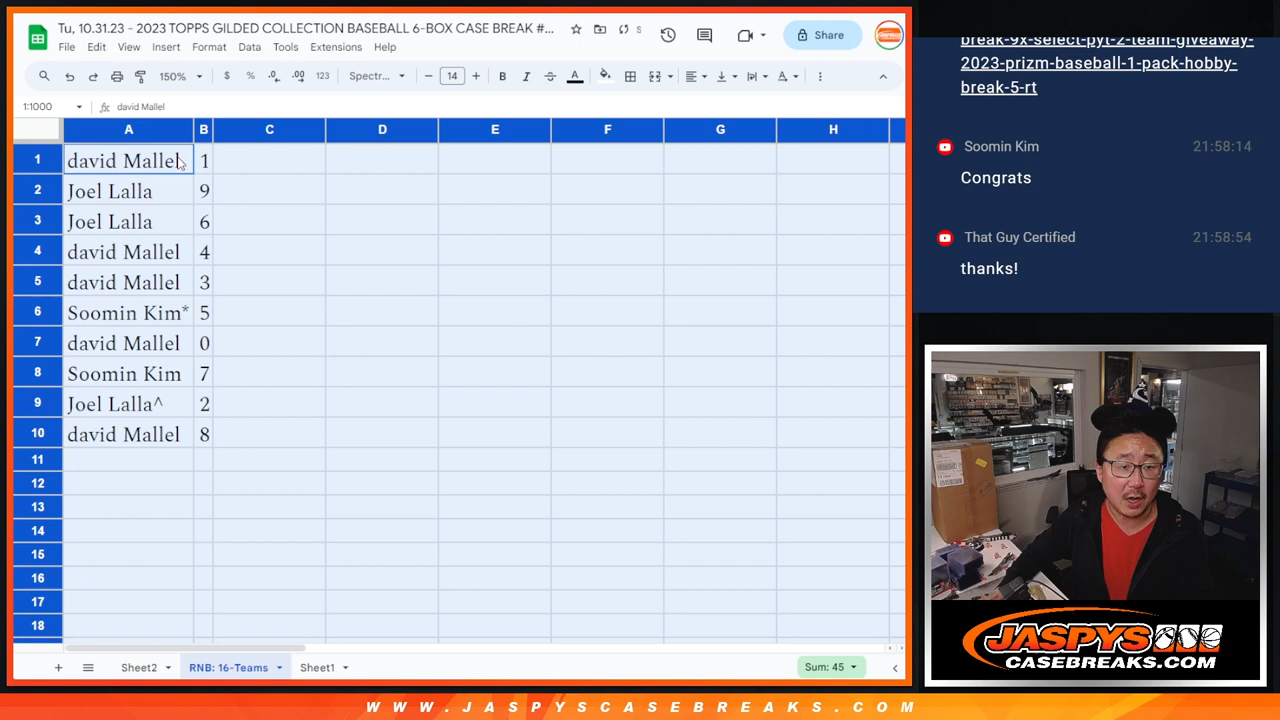 Tu, 10.31.23 - 2023 TOPPS GILDED COLLECTION BASEBALL 6-BOX CASE BREAK #...
S
Share
File Edit View Insert Format Data Tools Extensions Help
150% $ % .0 .00 123 Spectr... 14 B I A
1:1000 fx david Mallel
A B C D E F G H
1 david Mallel 1
2 Joel Lalla 9
3 Joel Lalla 6
4 david Mallel 4
5 david Mallel 3
6 Soomin Kim* 5
7 david Mallel 0
8 Soomin Kim 7
9 Joel Lalla^ 2
10 david Mallel 8
11
12
13
14
15
16
17
18
Sheet2 RNB: 16-Teams Sheet1 Sum: 45
break-9x-select-pyt-2-team-giveaway-
2023-prizm-baseball-1-pack-hobby-
break-5-rt
Soomin Kim 21:58:14
Congrats
That Guy Certified 21:58:54
thanks!
JASPYS
CASEBREAKS.COM
WWW.JASPYSCASEBREAKS.COM